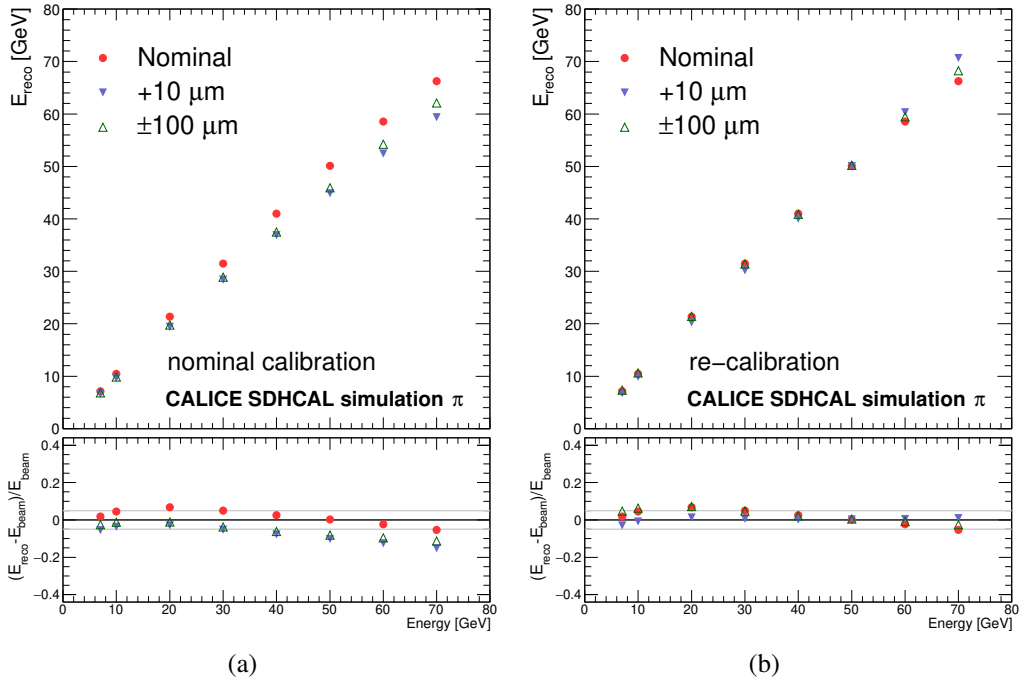 E_reco [GeV]
80
70
60
50
40
30
20
10
0
Nominal
+10 μm
±100 μm
nominal calibration
CALICE SDHCAL simulation π
(E_reco-E_beam)/E_beam
0.4
0.2
0
−0.2
−0.4
0 10 20 30 40 50 60 70 80
Energy [GeV]
(a)
E_reco [GeV]
80
70
60
50
40
30
20
10
0
Nominal
+10 μm
±100 μm
re−calibration
CALICE SDHCAL simulation π
(E_reco-E_beam)/E_beam
0.4
0.2
0
−0.2
−0.4
0 10 20 30 40 50 60 70 80
Energy [GeV]
(b)